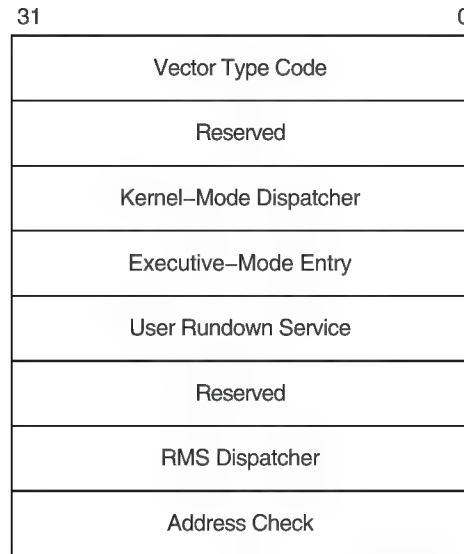 31 0
Vector Type Code
Reserved
Kernel–Mode Dispatcher
Executive–Mode Entry
User Rundown Service
Reserved
RMS Dispatcher
Address Check